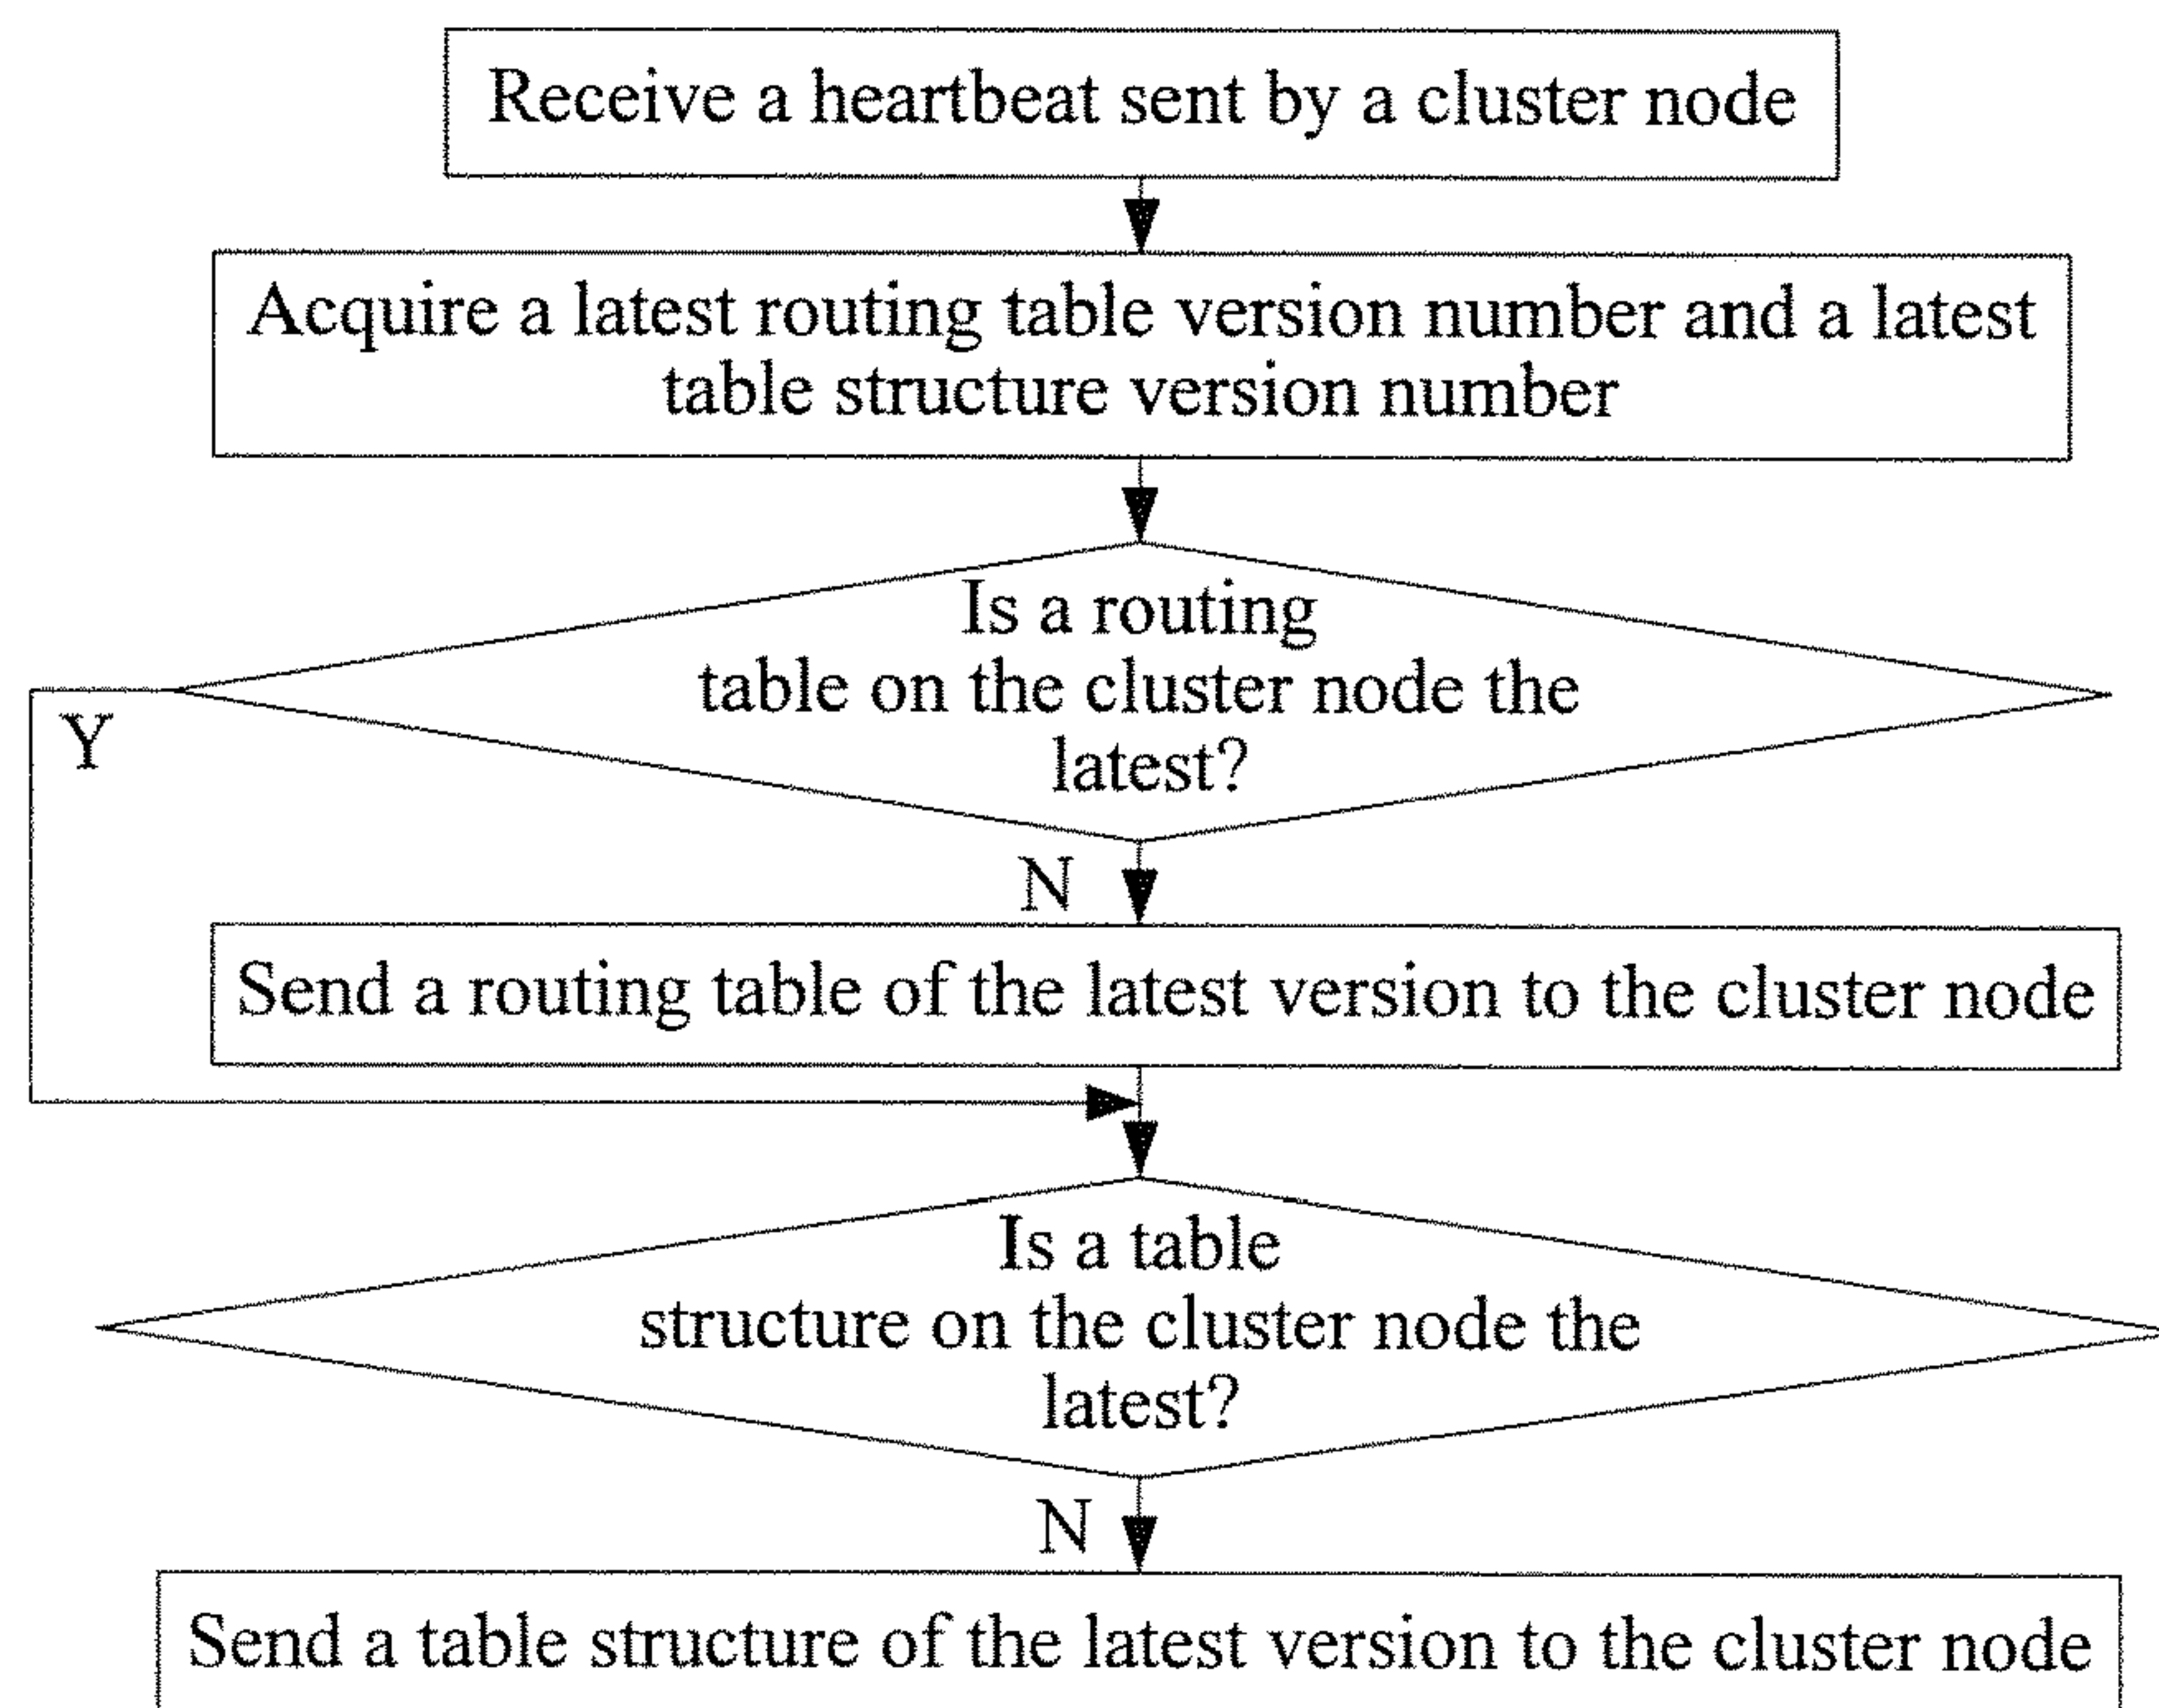 Receive a heartbeat sent by a cluster node
Acquire a latest routing table version number and a latest
table structure version number
Is a routing
table on the cluster node the
latest?
Y
N
Send a routing table of the latest version to the cluster node
Is a table
structure on the cluster node the
latest?
N
Send a table structure of the latest version to the cluster node